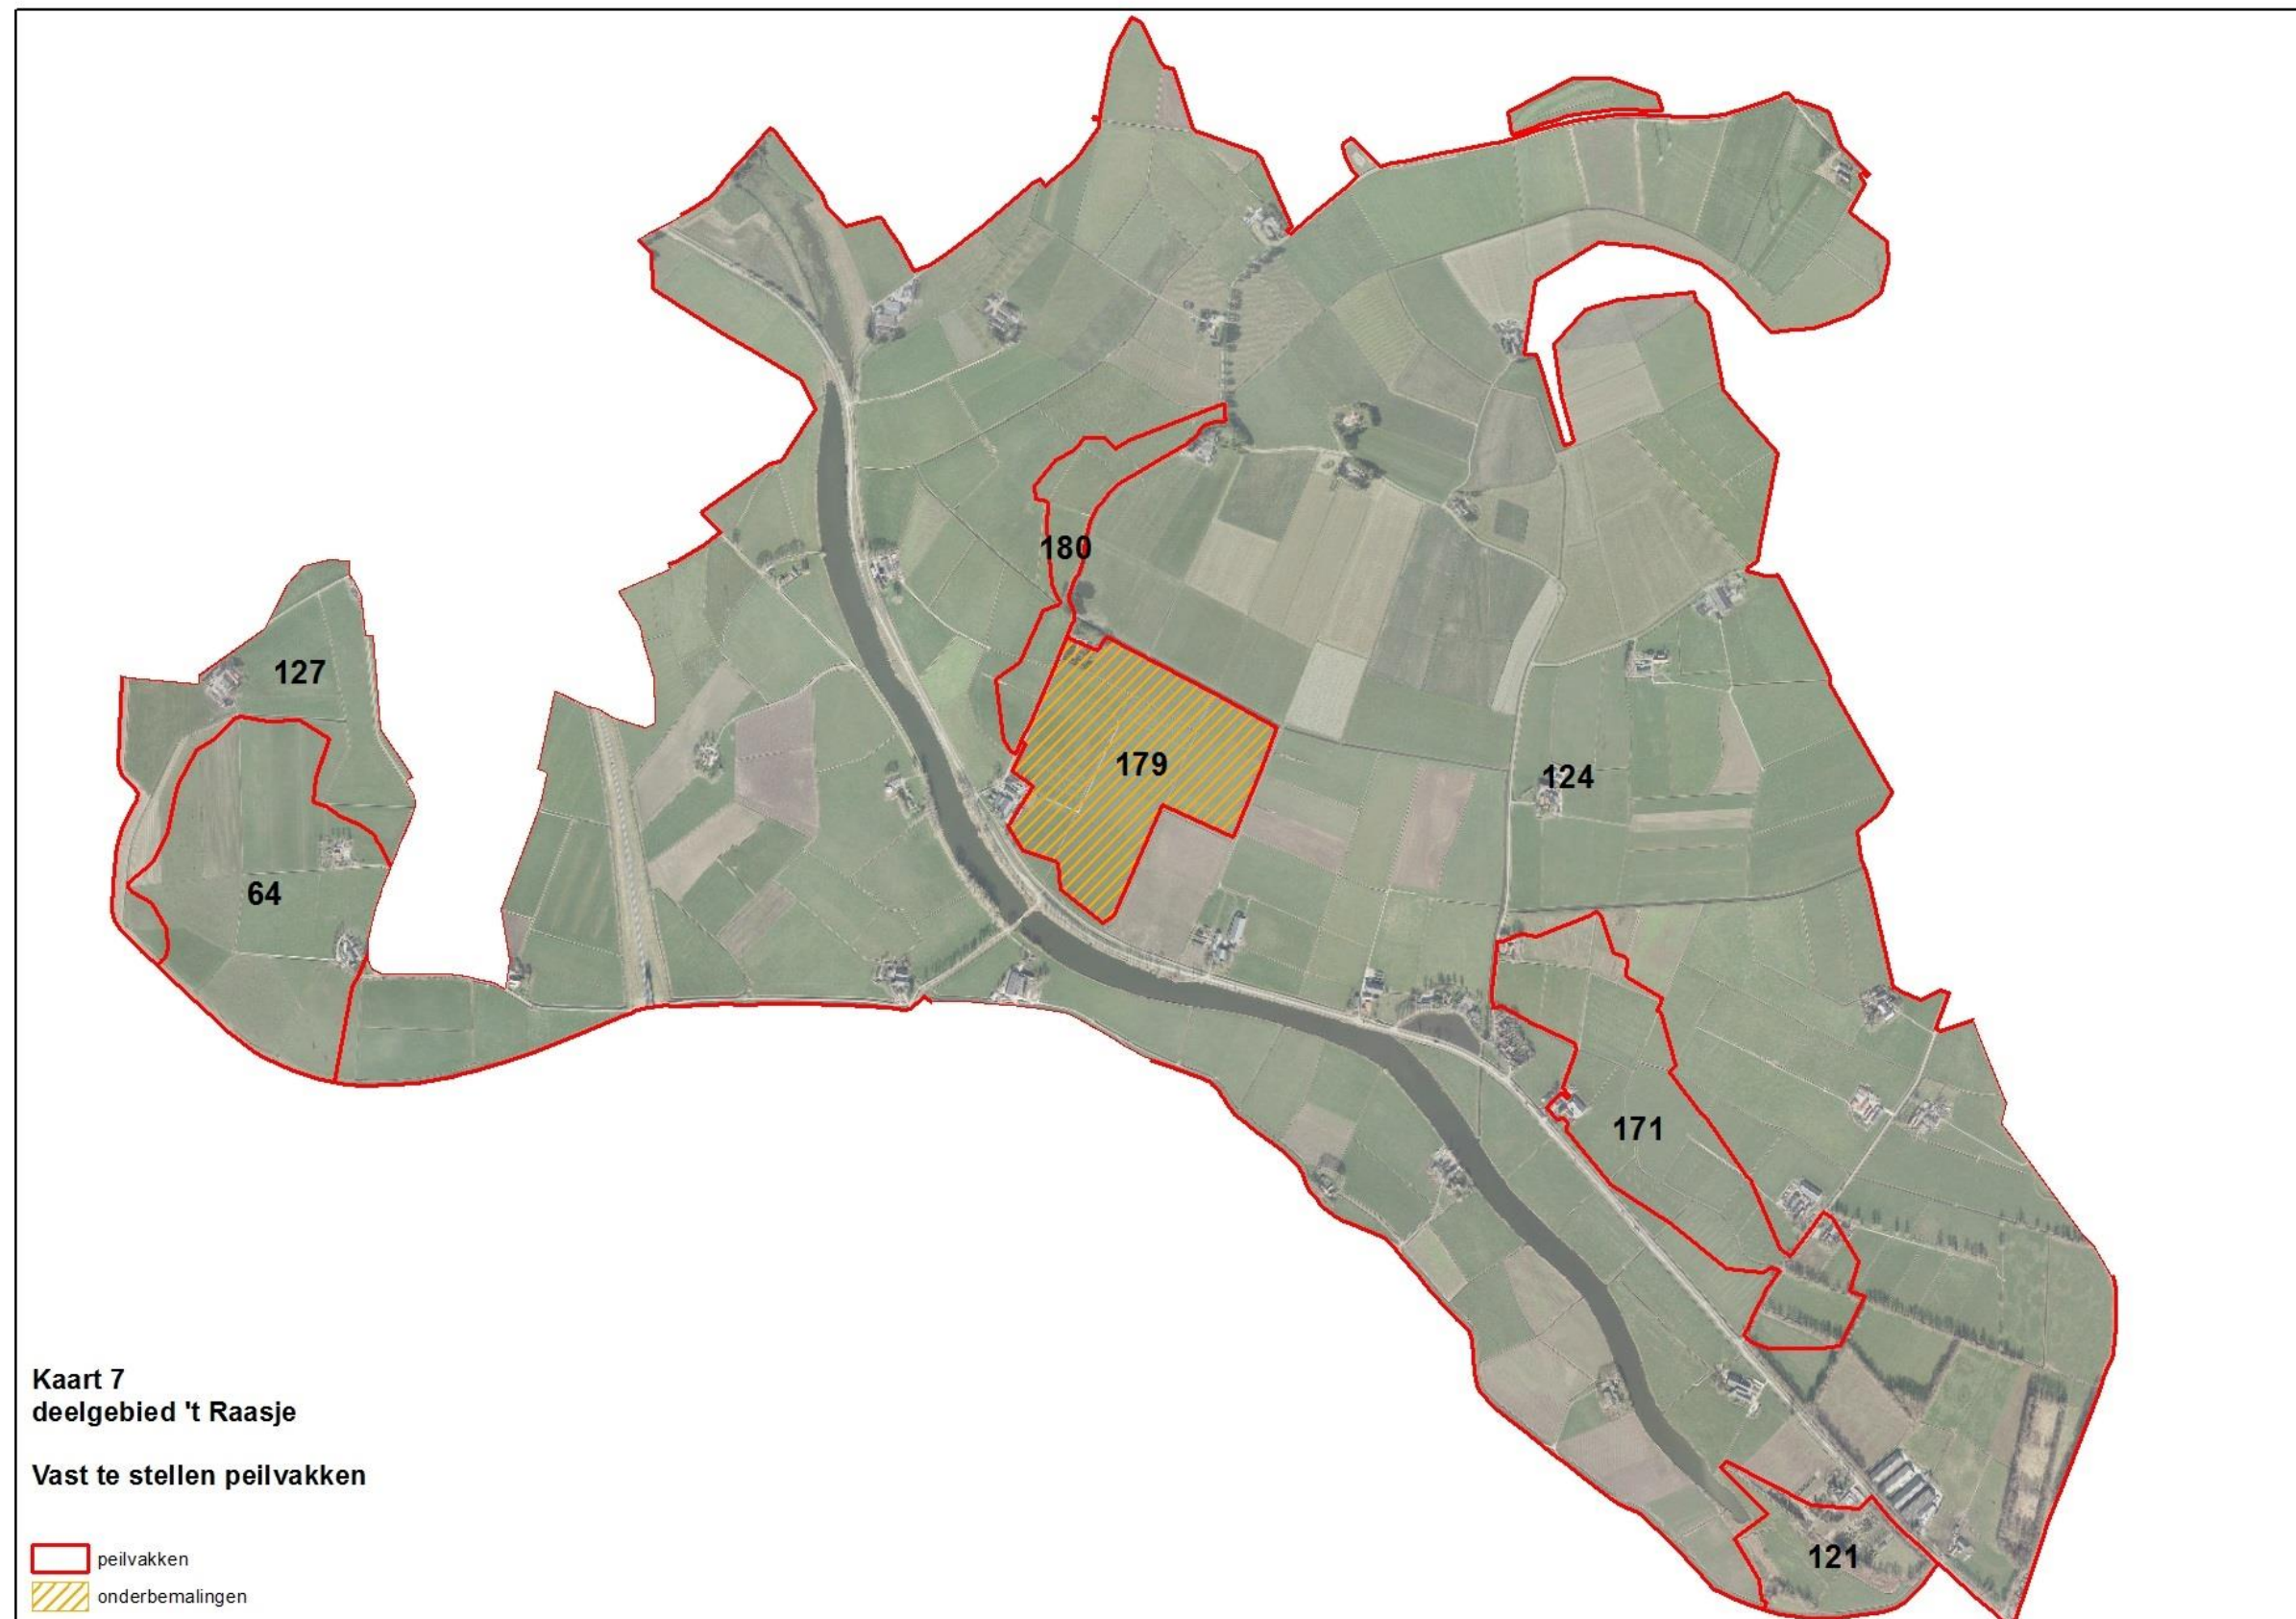 180
127
179
124
64
171
121
Kaart 7
deelgebied 't Raasje
Vast te stellen peilvakken
peilvakken
onderbemalingen